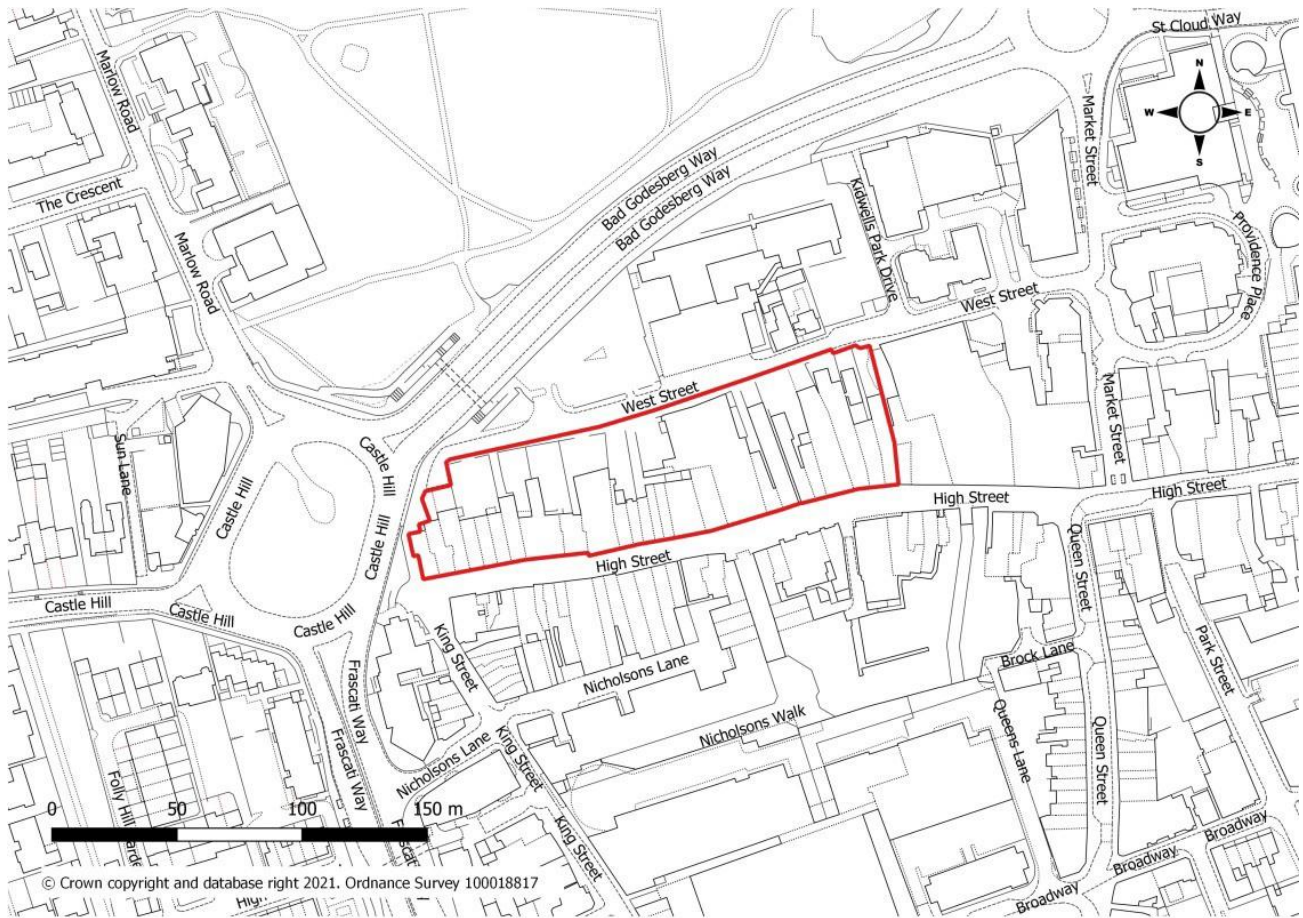 St Cloud Way
Marlow Road
N
W
E
S
Market Street
Bad Godesberg Way
Bad Godesberg Way
The Crescent
Kidwells Park Drive
Providence Place
Marlow Road
West Street
West Street
Market Street
Sun Lane
Castle Hill
Castle Hill
High Street
High Street
Castle Hill
High Street
Queen Street
Castle Hill
Castle Hill
Castle Hill
King Street
Park Street
Brock Lane
Nicholsons Lane
Frascati Way
Nicholsons Walk
Queens Lane
Queen Street
Nicholsons Lane
King Street
Frascati Way
Folly Hill
0 50 100 150 m
King Street
Broadway
Broadway
Broadway
© Crown copyright and database right 2021. Ordnance Survey 100018817
High